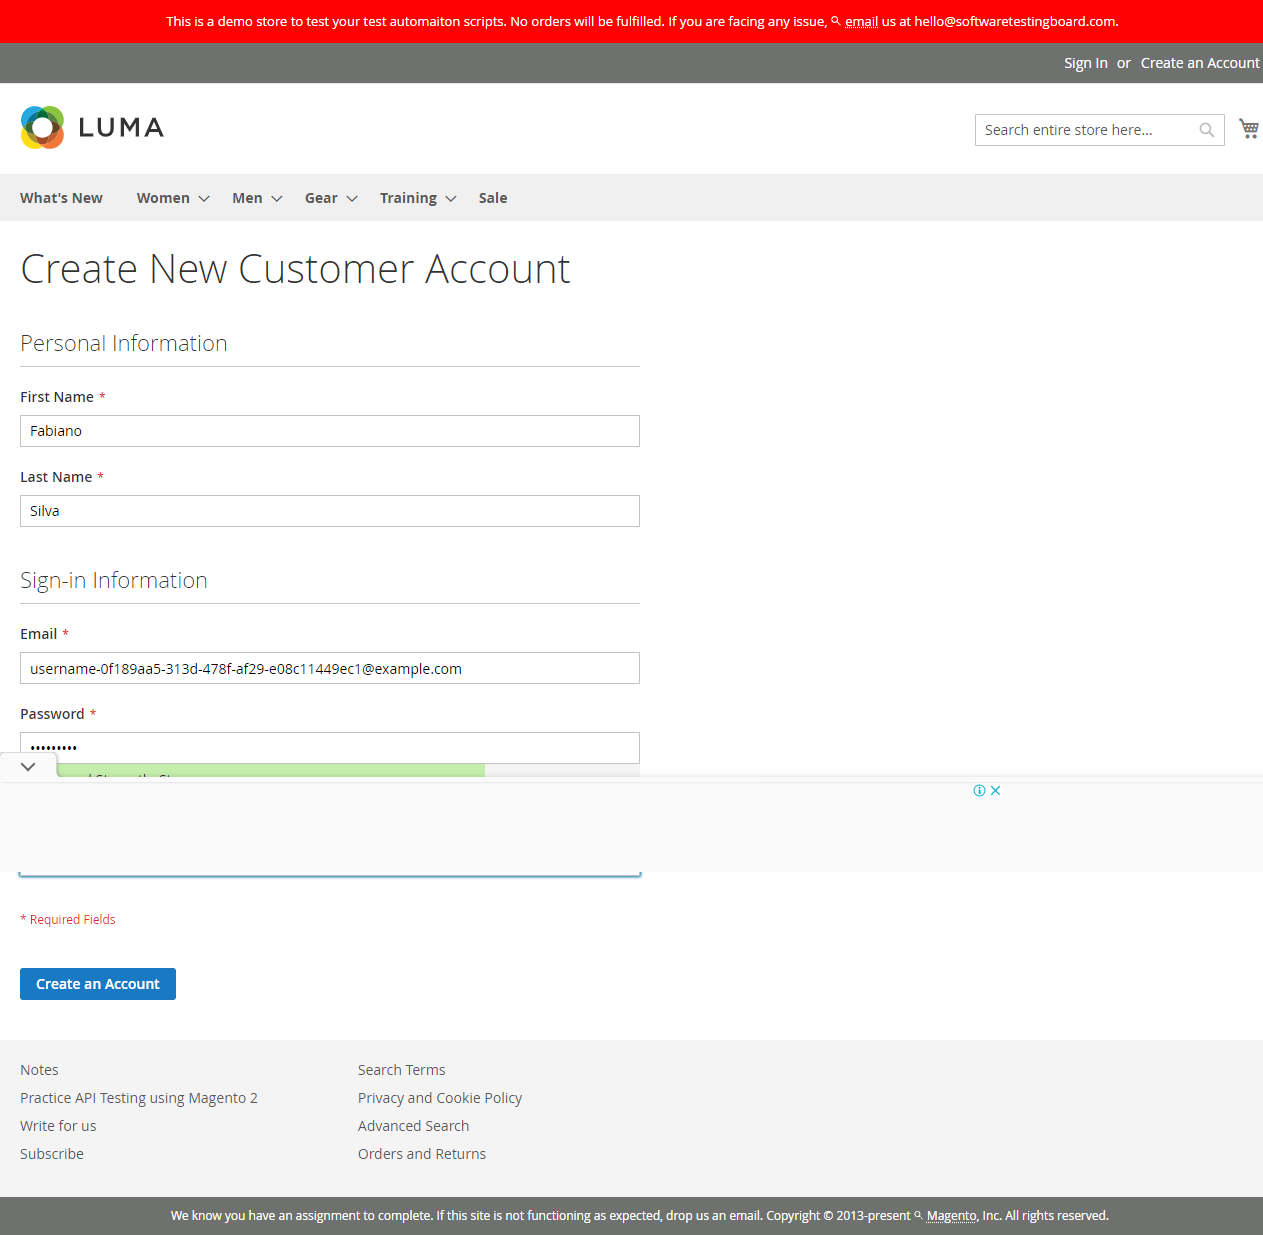 This is a demo store to test your test automaiton scripts. No orders will be fulfilled. If you are facing any issue, email us at hello@softwaretestingboard.com.
Sign In or Create an Account
LUMA
Search entire store here...
What's New Women Men Gear Training Sale
Create New Customer Account
Personal Information
First Name *
Fabiano
Last Name *
Silva
Sign-in Information
Email *
username-0f189aa5-313d-478f-af29-e08c11449ec1@example.com
Password *
•••••••••
* Required Fields
Create an Account
Notes
Practice API Testing using Magento 2
Write for us
Subscribe
Search Terms
Privacy and Cookie Policy
Advanced Search
Orders and Returns
We know you have an assignment to complete. If this site is not functioning as expected, drop us an email. Copyright © 2013-present Magento, Inc. All rights reserved.